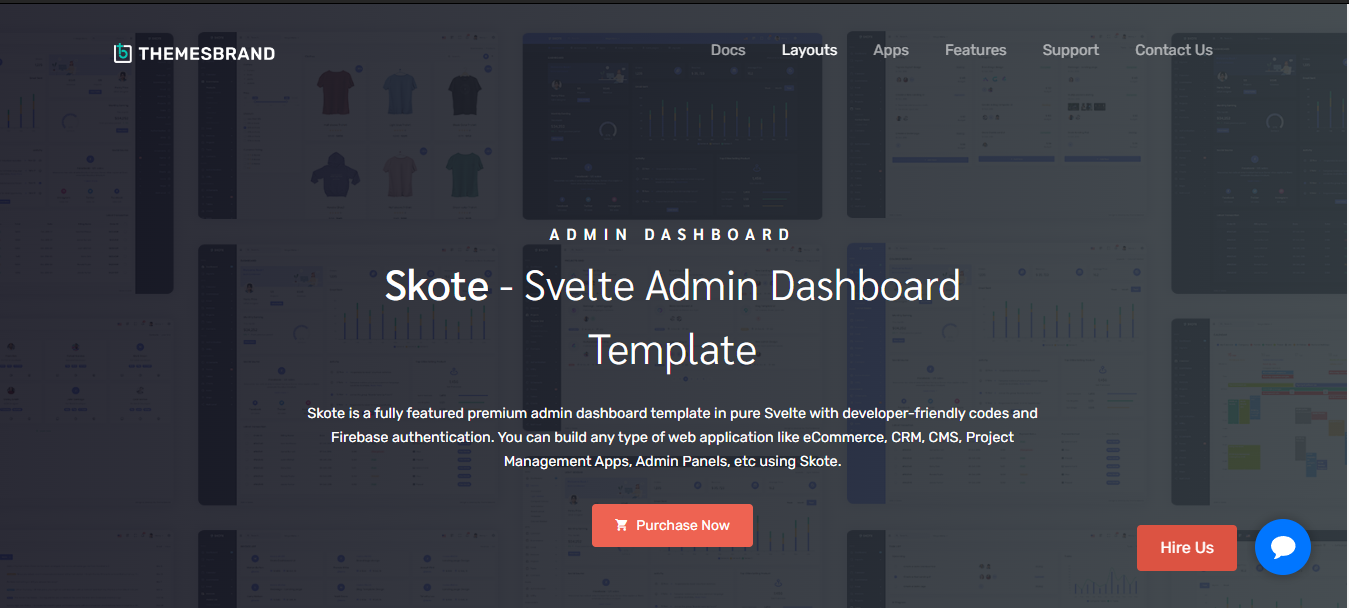 THEMESBRAND
Docs Layouts Apps Features Support Contact Us
ADMIN DASHBOARD
Skote - Svelte Admin Dashboard
Template
Skote is a fully featured premium admin dashboard template in pure Svelte with developer-friendly codes and
Firebase authentication. You can build any type of web application like eCommerce, CRM, CMS, Project
Management Apps, Admin Panels, etc using Skote.
Purchase Now
Hire Us